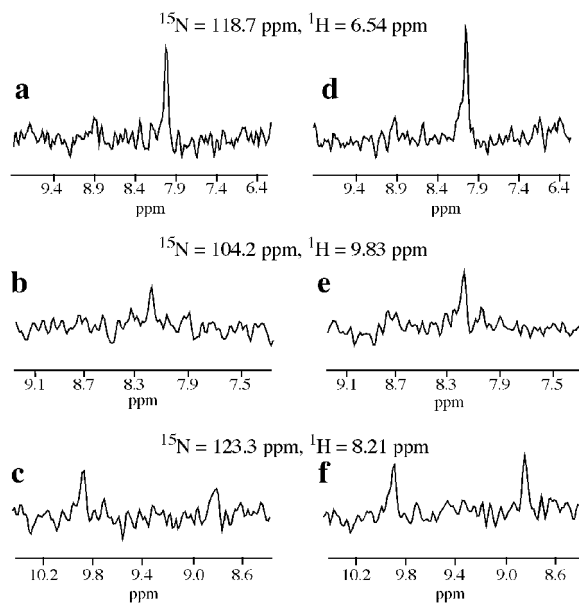 ¹⁵N = 118.7 ppm, ¹H = 6.54 ppm
a d
9.4 8.9 8.4 7.9 7.4 6.4 9.4 8.9 8.4 7.9 7.4 6.4
ppm ppm
¹⁵N = 104.2 ppm, ¹H = 9.83 ppm
b e
9.1 8.7 8.3 7.9 7.5 9.1 8.7 8.3 7.9 7.5
ppm ppm
¹⁵N = 123.3 ppm, ¹H = 8.21 ppm
c f
10.2 9.8 9.4 9.0 8.6 10.2 9.8 9.4 9.0 8.6
ppm ppm